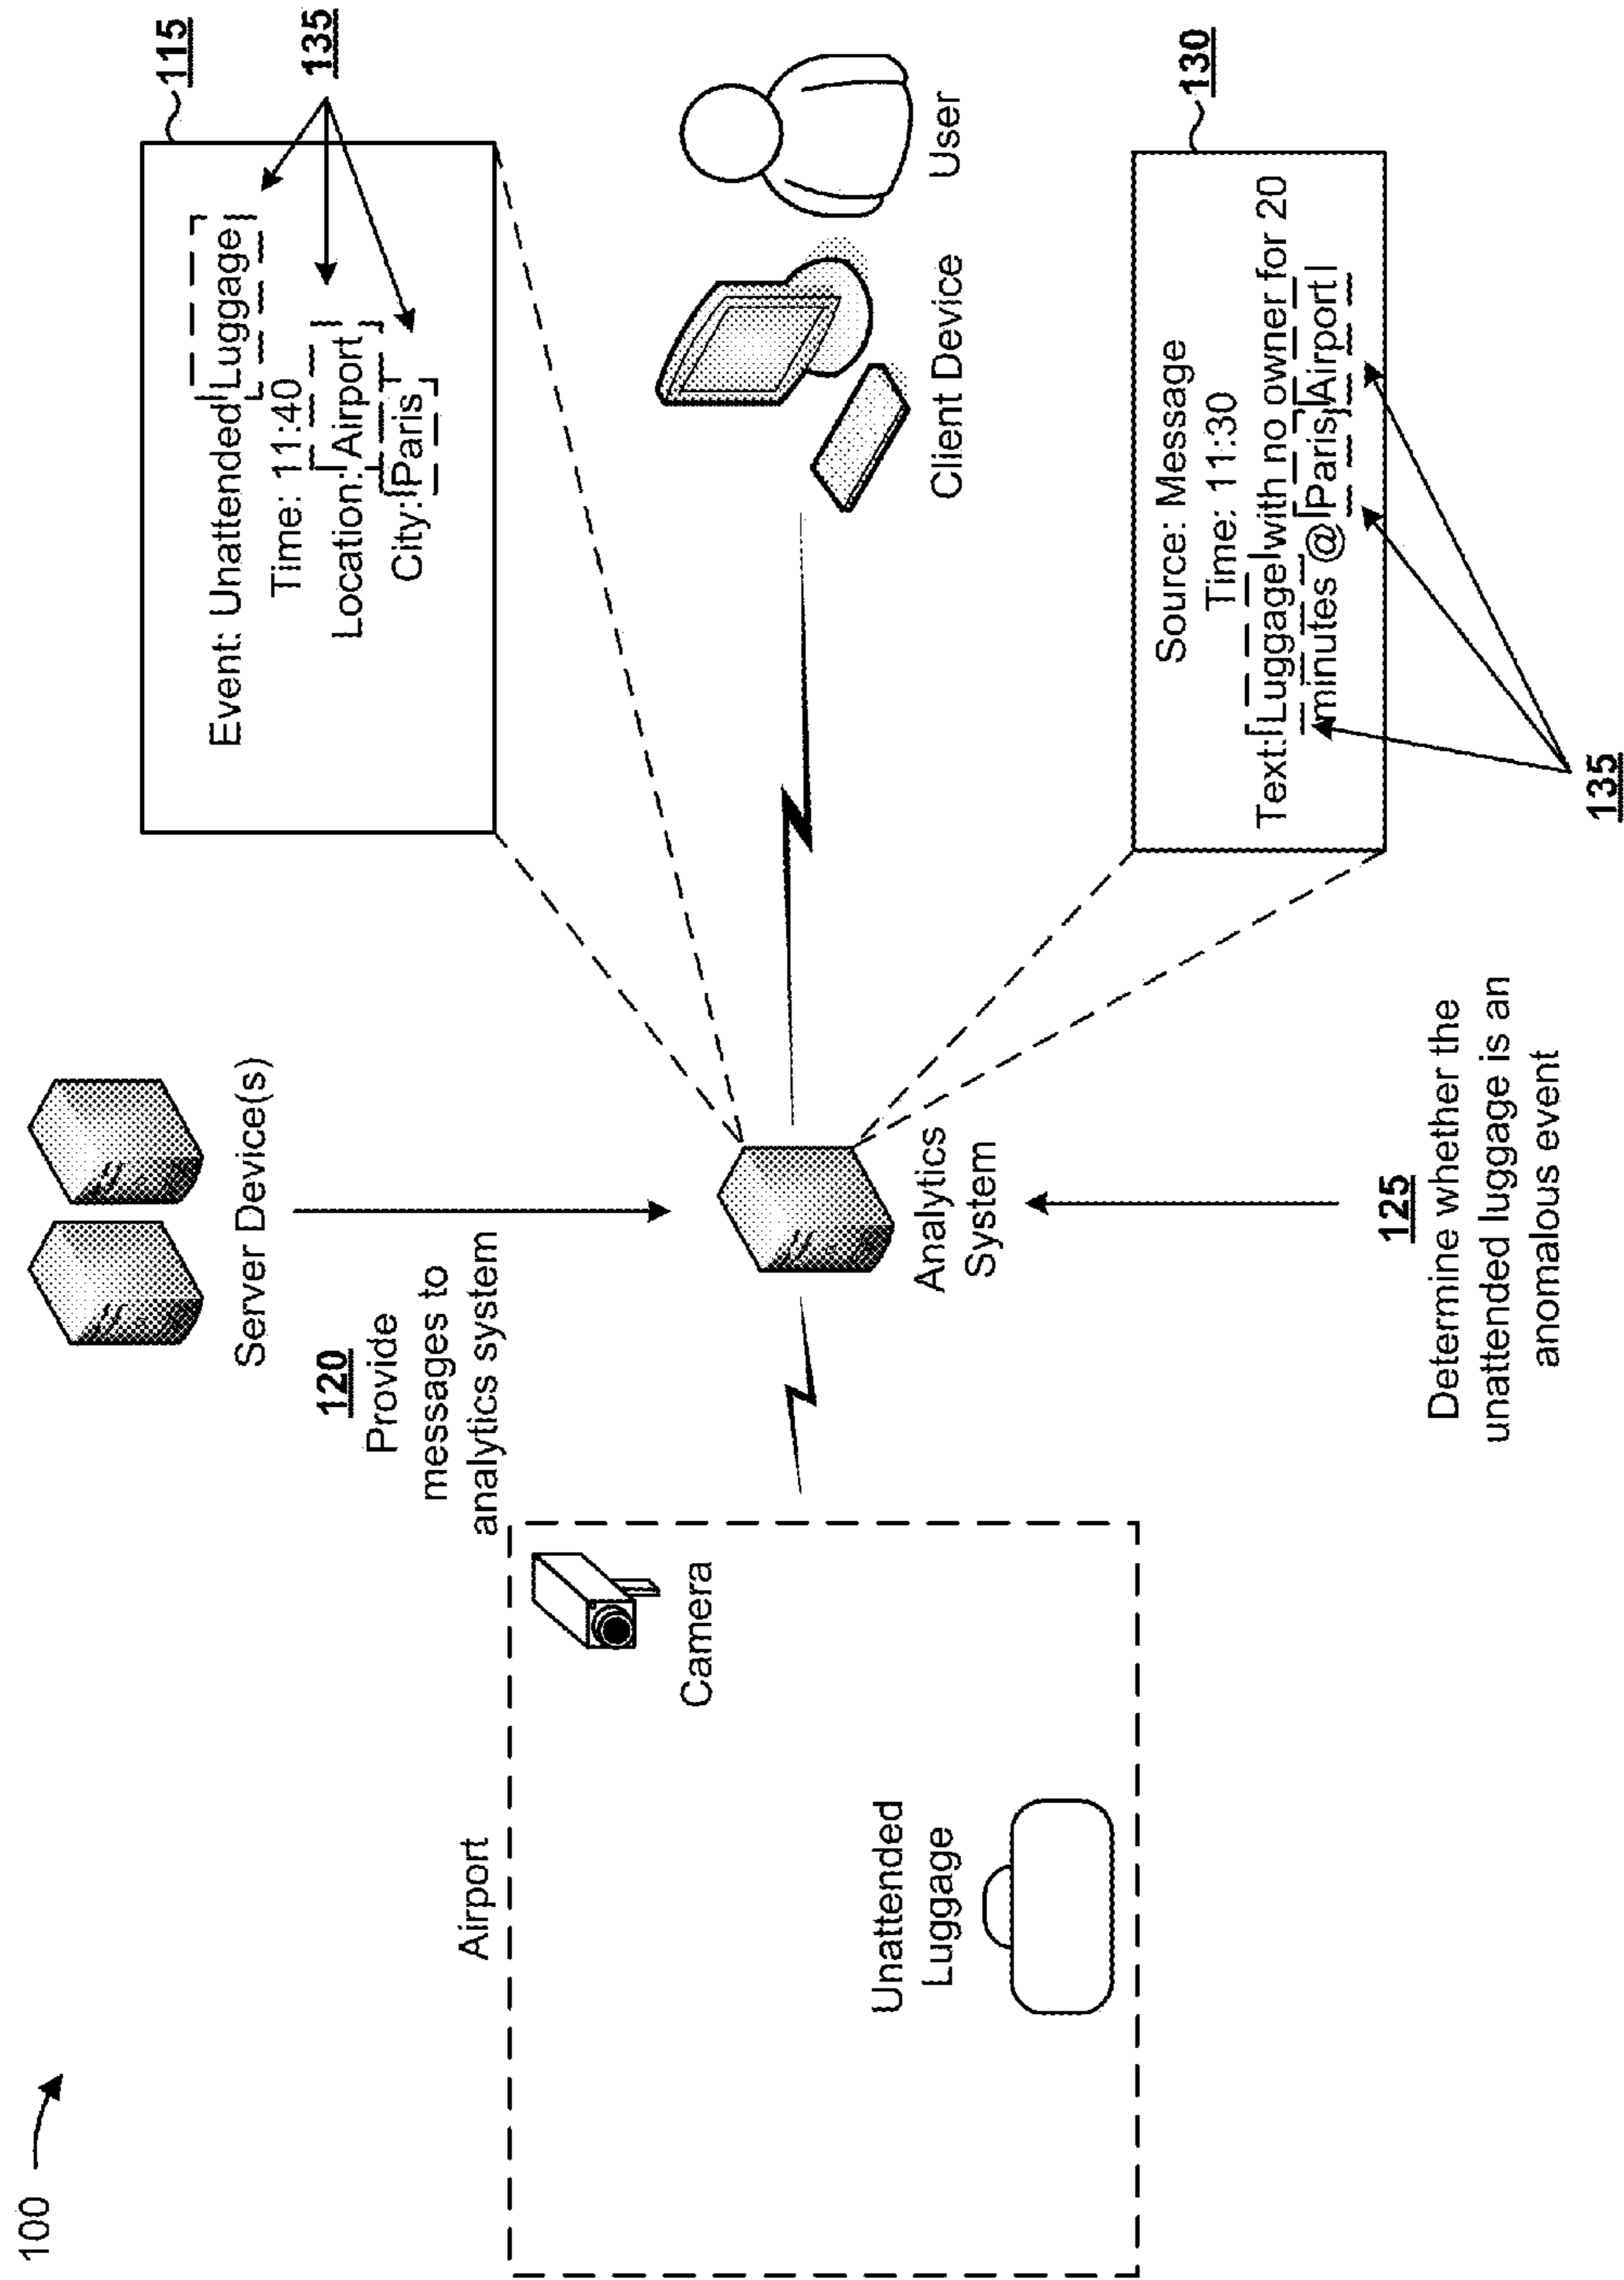 100
Server Device(s)
120
Provide
messages to
analytics system
115
Event: Unattended Luggage
Time: 11:40
Location: Airport
City: Paris
135
Airport
Camera
Unattended
Luggage
Analytics
System
Client Device
User
125
Determine whether the
unattended luggage is an
anomalous event
130
Source: Message
Time: 11:30
Text: Luggage with no owner for 20
minutes @ Paris Airport
135